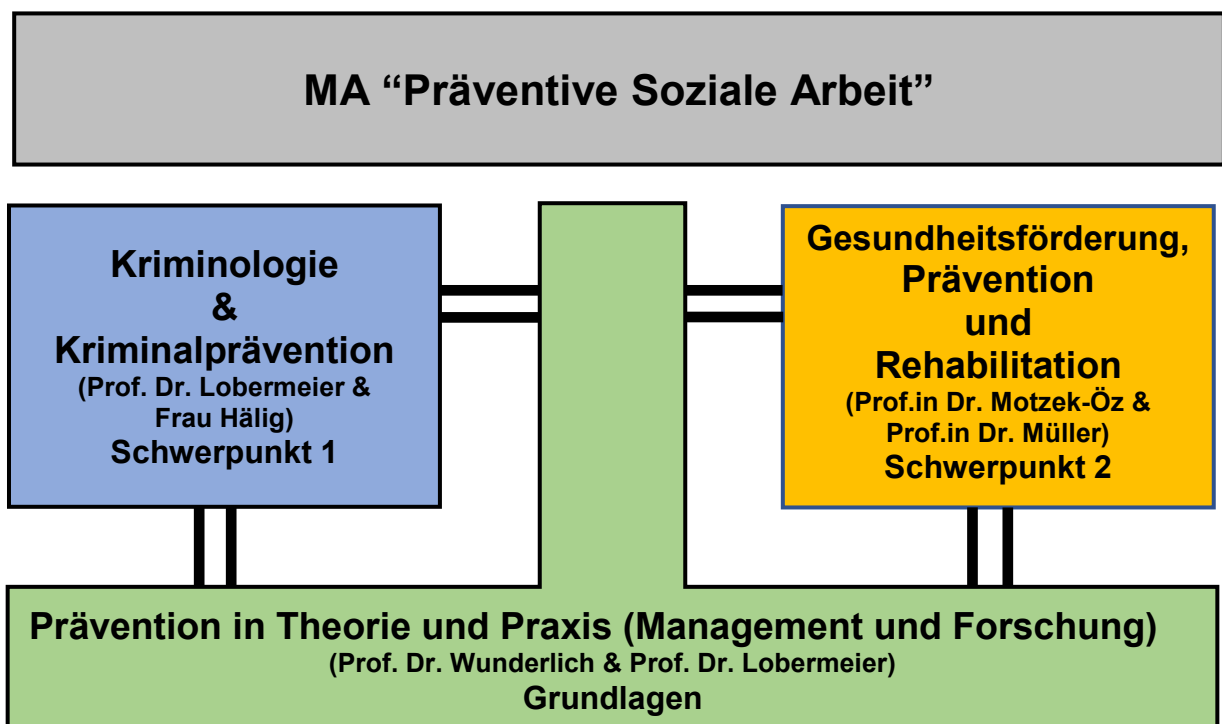 MA “Präventive Soziale Arbeit”
Kriminologie
&
Kriminalprävention
(Prof. Dr. Lobermeier &
Frau Hälig)
Schwerpunkt 1
Gesundheitsförderung,
Prävention
und
Rehabilitation
(Prof.in Dr. Motzek-Öz &
Prof.in Dr. Müller)
Schwerpunkt 2
Prävention in Theorie und Praxis (Management und Forschung)
(Prof. Dr. Wunderlich & Prof. Dr. Lobermeier)
Grundlagen